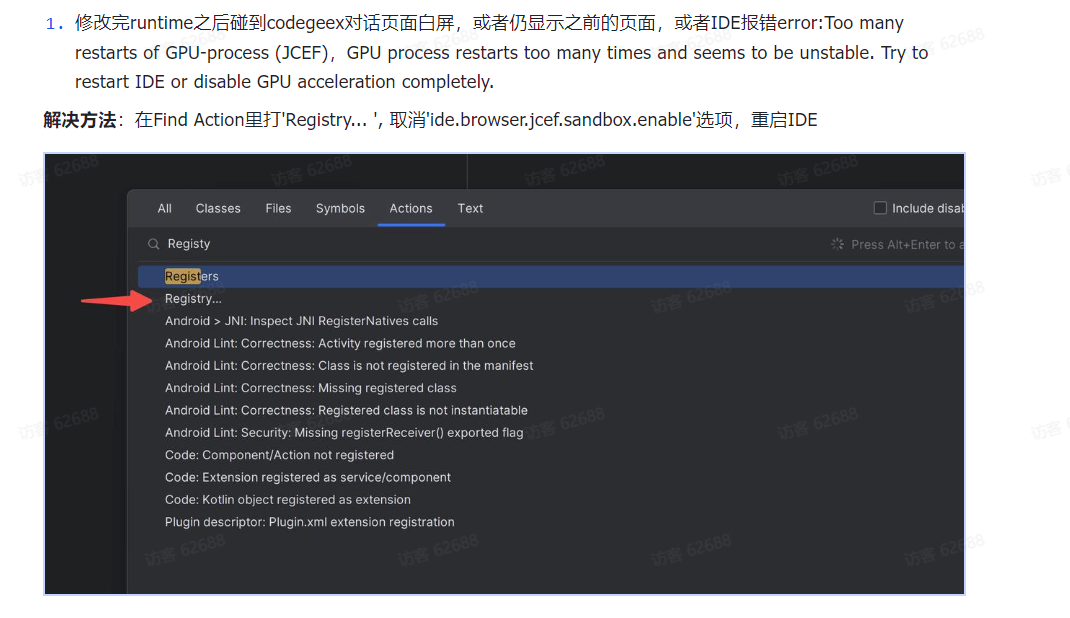 1. 修改完runtime之后碰到codegeex对话页面白屏，或者仍显示之前的页面，或者IDE报错error:Too many
restarts of GPU-process (JCEF)，GPU process restarts too many times and seems to be unstable. Try to
restart IDE or disable GPU acceleration completely.
解决方法：在Find Action里打'Registry... ', 取消'ide.browser.jcef.sandbox.enable'选项，重启IDE
All Classes Files Symbols Actions Text Include disab
Registy Press Alt+Enter to a
Registers
Registry...
Android > JNI: Inspect JNI RegisterNatives calls
Android Lint: Correctness: Activity registered more than once
Android Lint: Correctness: Class is not registered in the manifest
Android Lint: Correctness: Missing registered class
Android Lint: Correctness: Registered class is not instantiatable
Android Lint: Security: Missing registerReceiver() exported flag
Code: Component/Action not registered
Code: Extension registered as service/component
Code: Kotlin object registered as extension
Plugin descriptor: Plugin.xml extension registration
访客 62688